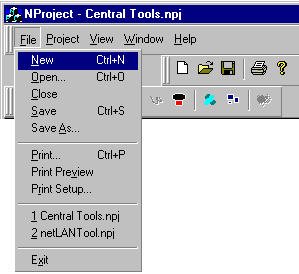 NProject - Central Tools.npj
File Project View Window Help
New Ctrl+N
Open... Ctrl+O
Close
Save Ctrl+S
Save As...
Print... Ctrl+P
Print Preview
Print Setup...
1 Central Tools.npj
2 netLANTool.npj
Exit